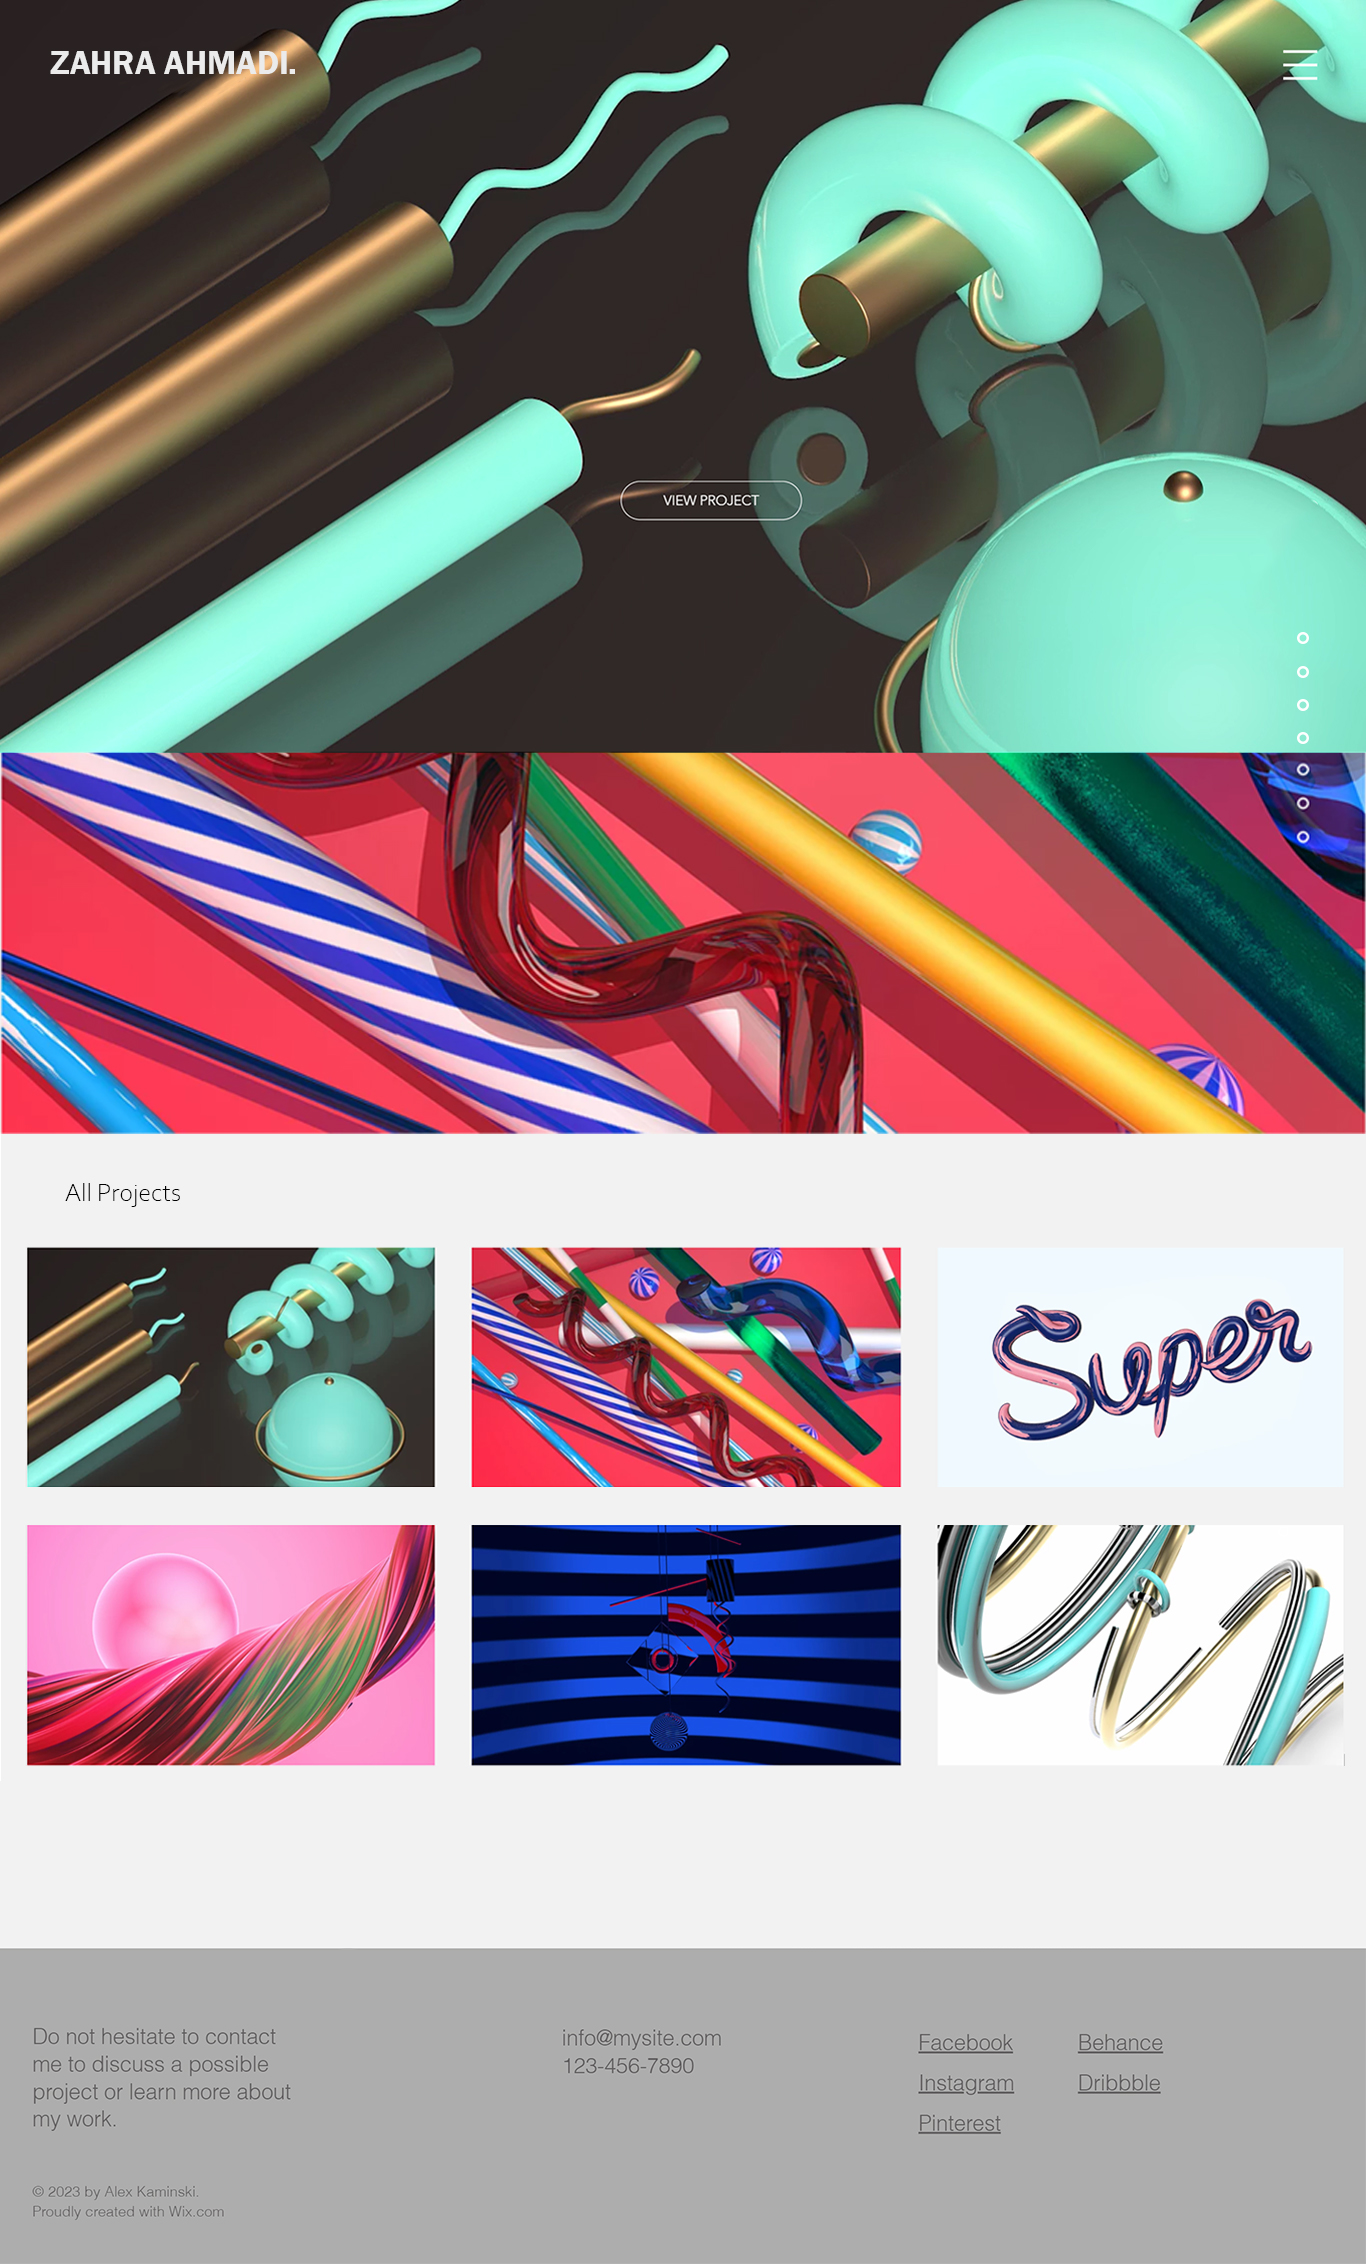 ZAHRA AHMADI.
VIEW PROJECT
All Projects
Super
Do not hesitate to contact
me to discuss a possible
project or learn more about
my work.
info@mysite.com
123-456-7890
Facebook
Behance
Instagram
Dribbble
Pinterest
© 2023 by Alex Kaminski.
Proudly created with Wix.com